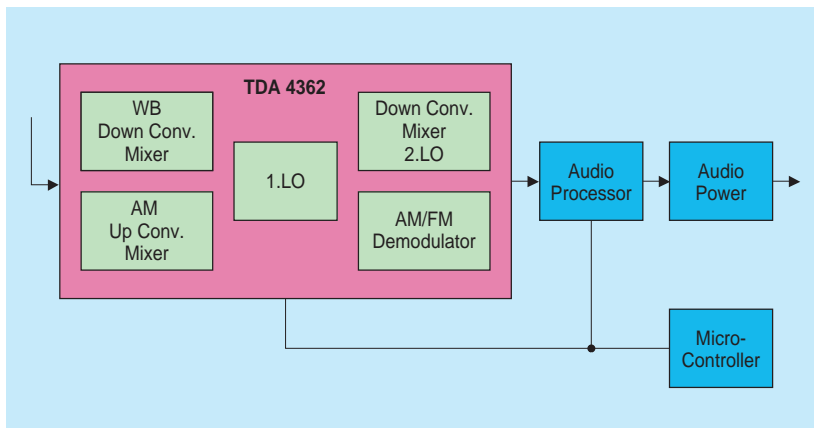 TDA 4362
WB
Down Conv.
Mixer
Down Conv.
Mixer
2.LO
1.LO
AM
Up Conv.
Mixer
AM/FM
Demodulator
Audio
Processor
Audio
Power
Micro-
Controller